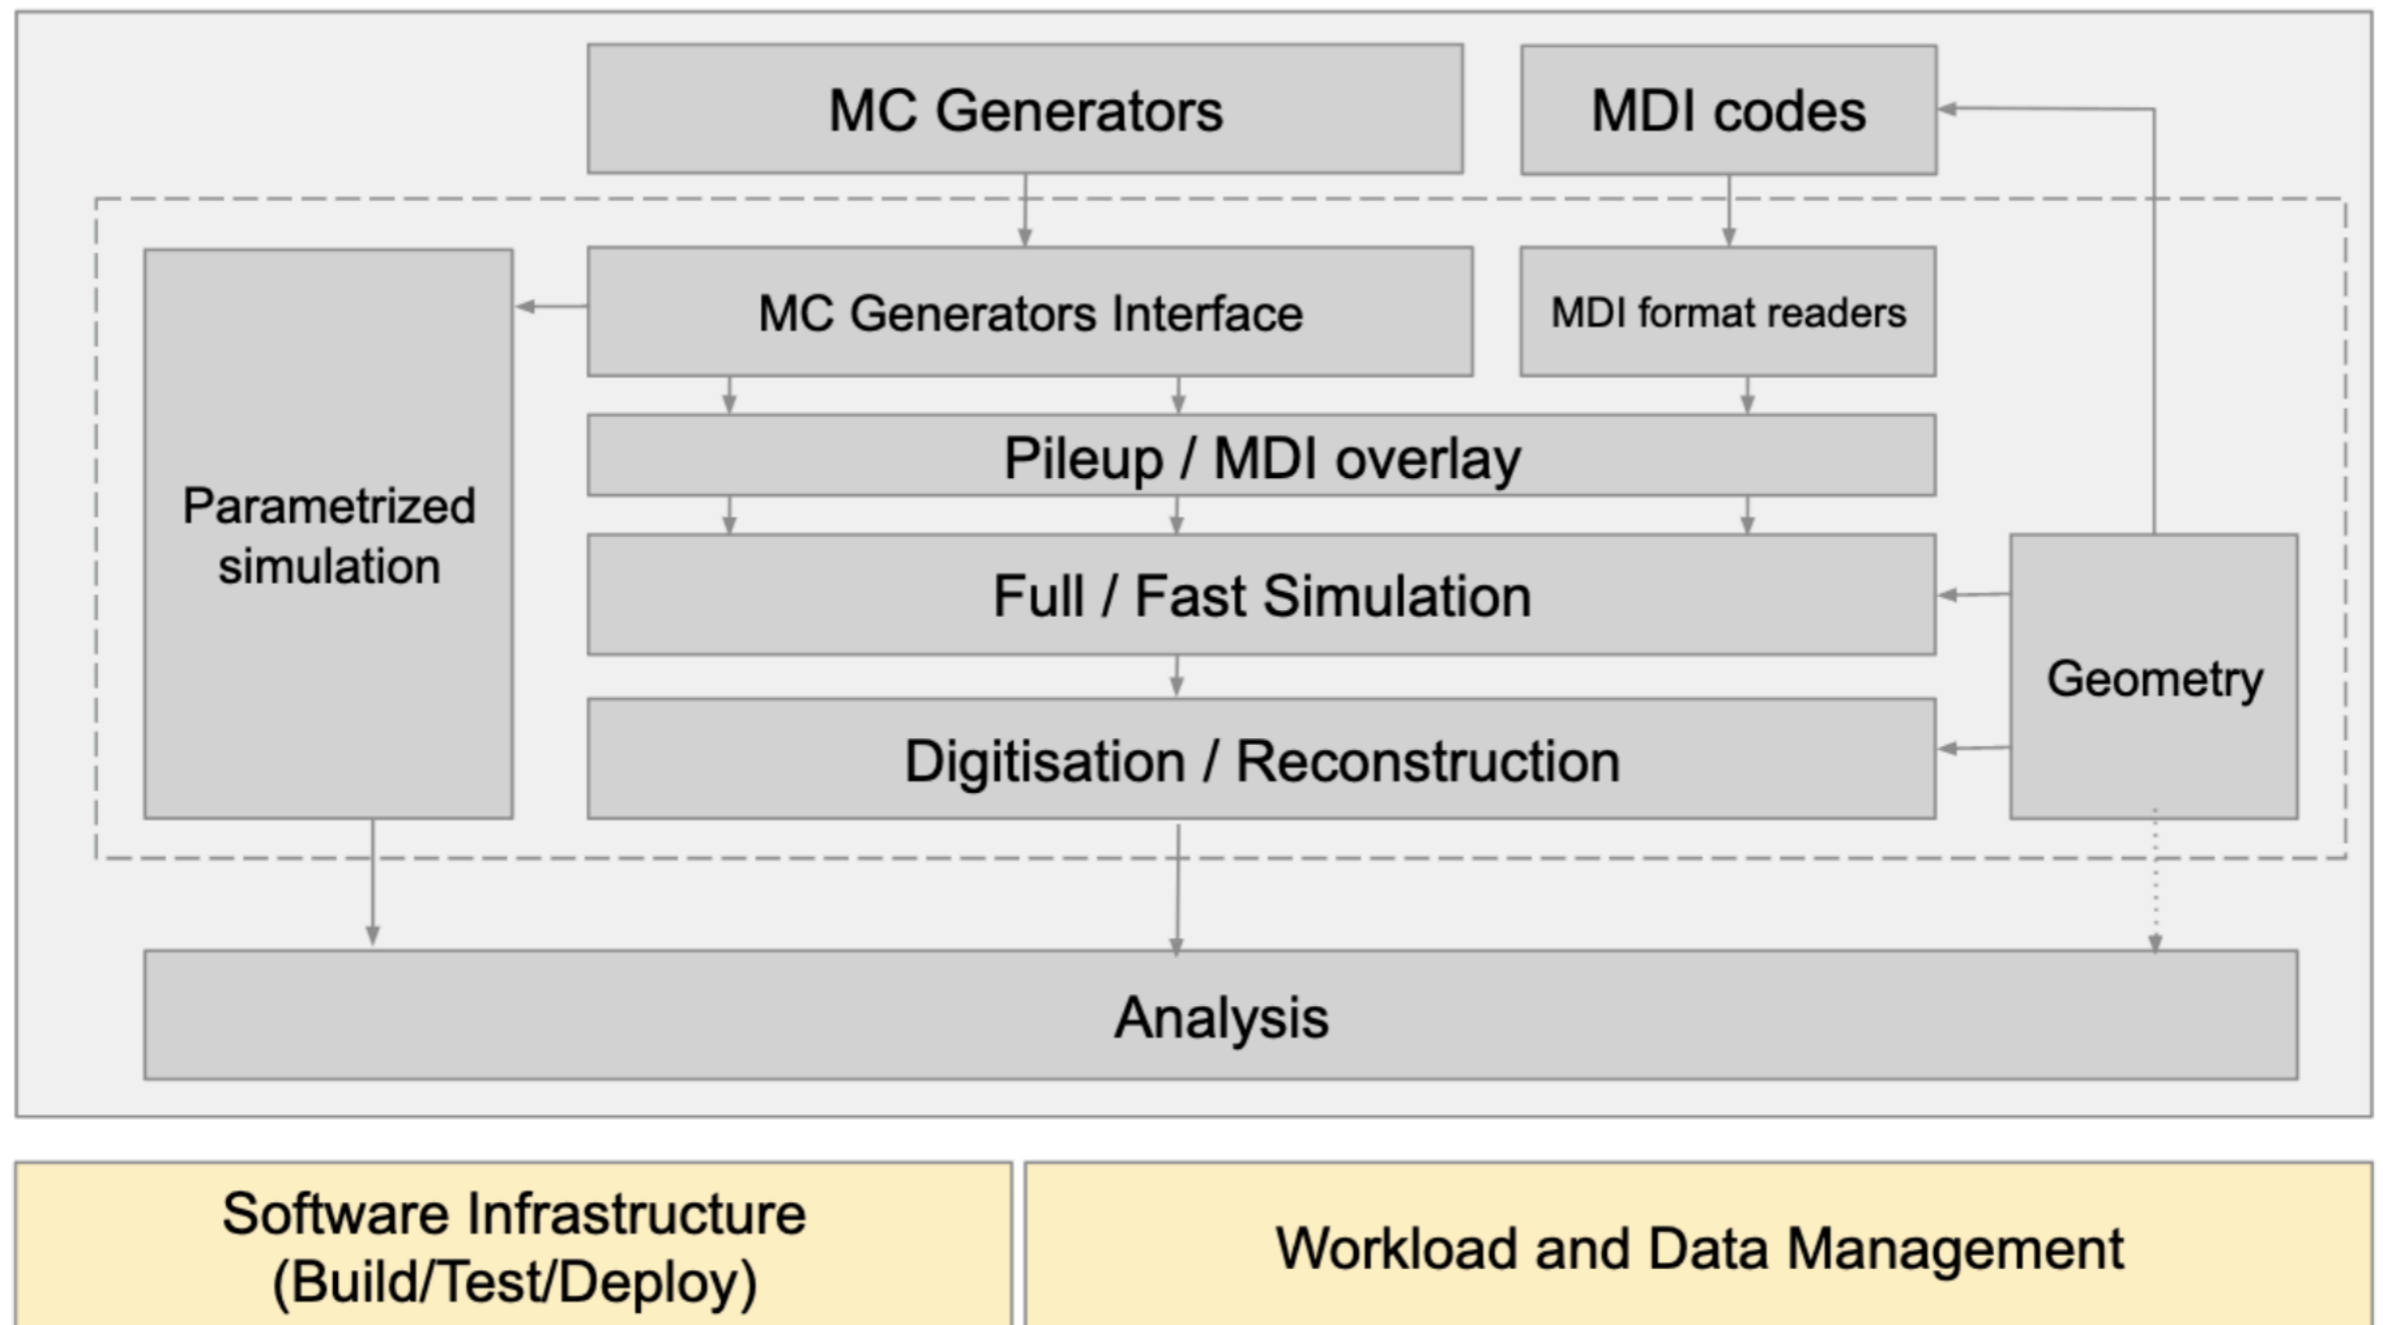 MC Generators
MDI codes
MC Generators Interface
MDI format readers
Pileup / MDI overlay
Parametrized
simulation
Full / Fast Simulation
Geometry
Digitisation / Reconstruction
Analysis
Software Infrastructure
(Build/Test/Deploy)
Workload and Data Management